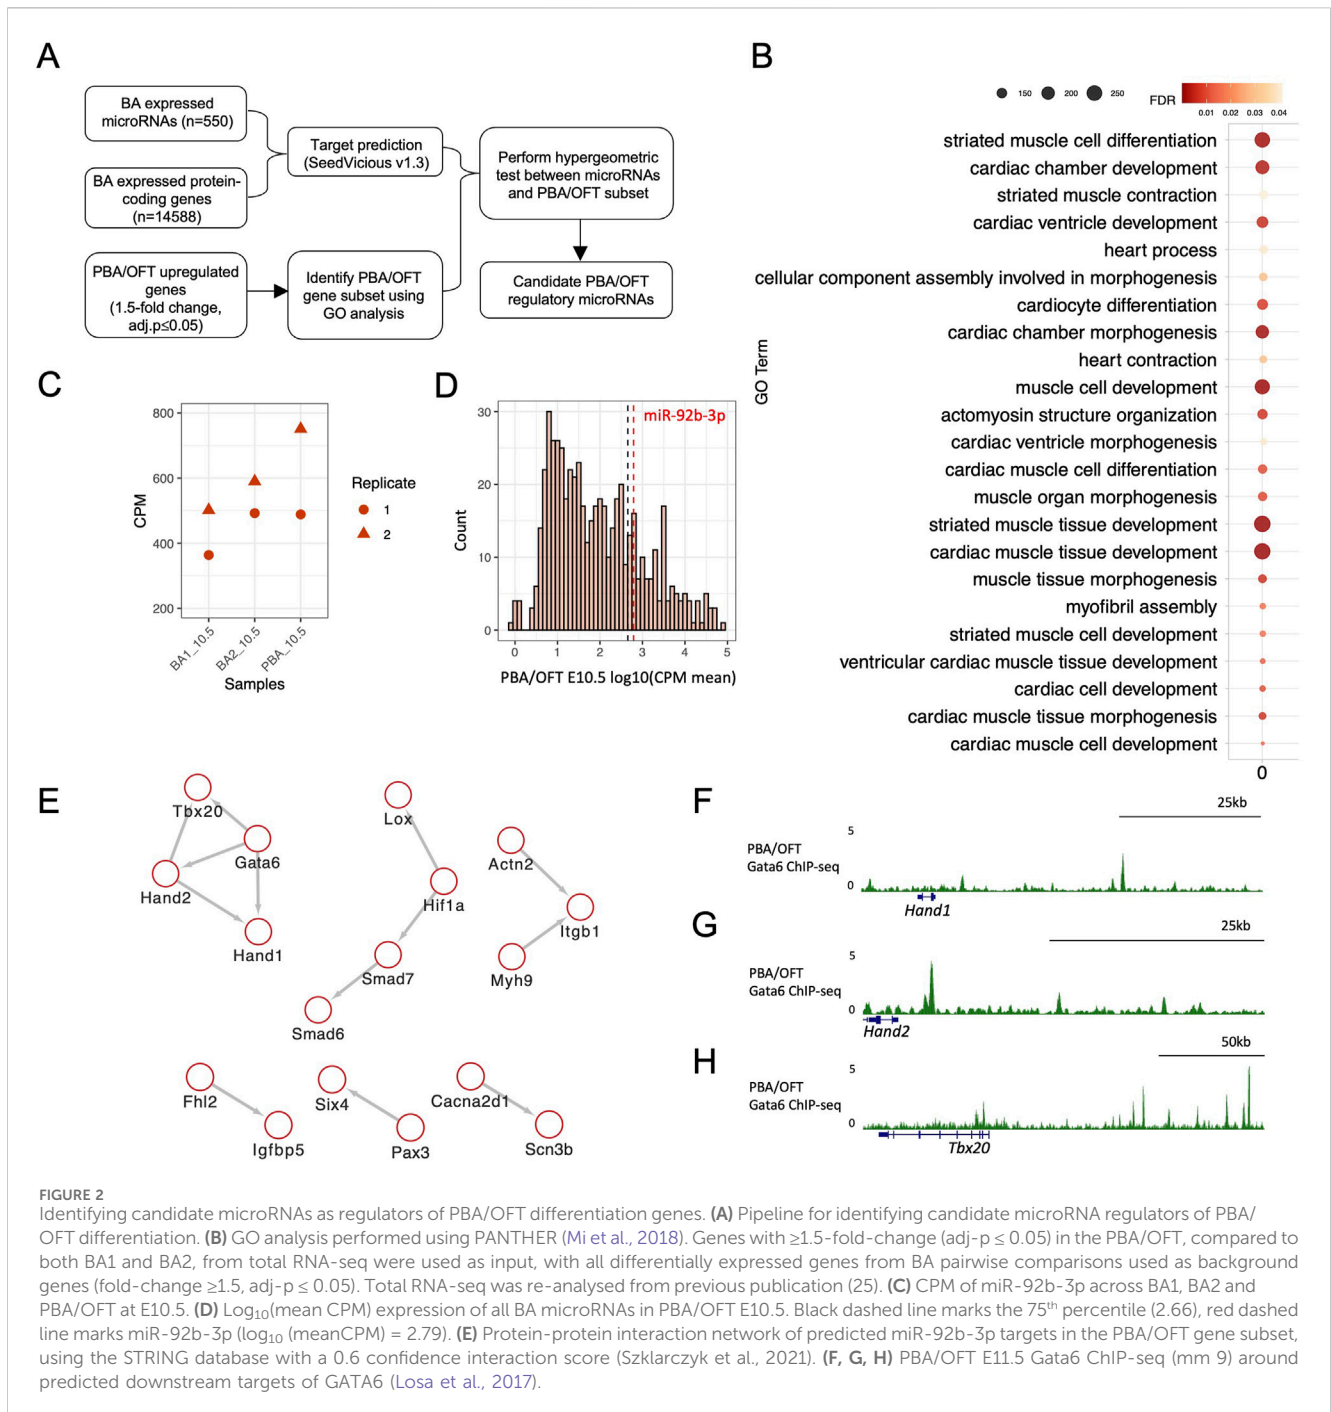 A
BA expressed
microRNAs (n=550)
BA expressed protein-
coding genes
(n=14588)
PBA/OFT upregulated
genes
(1.5-fold change,
adj.p≤0.05)
Target prediction
(SeedVicious v1.3)
Identify PBA/OFT
gene subset using
GO analysis
Perform hypergeometric
test between microRNAs
and PBA/OFT subset
Candidate PBA/OFT
regulatory microRNAs
B
150 200 250
FDR
0.01 0.02 0.03 0.04
GO Term
striated muscle cell differentiation
cardiac chamber development
striated muscle contraction
cardiac ventricle development
heart process
cellular component assembly involved in morphogenesis
cardiocyte differentiation
cardiac chamber morphogenesis
heart contraction
muscle cell development
actomyosin structure organization
cardiac ventricle morphogenesis
cardiac muscle cell differentiation
muscle organ morphogenesis
striated muscle tissue development
cardiac muscle tissue development
muscle tissue morphogenesis
myofibril assembly
striated muscle cell development
ventricular cardiac muscle tissue development
cardiac cell development
cardiac muscle tissue morphogenesis
cardiac muscle cell development
0
C
800
600
400
200
CPM
BA1_10.5
BA2_10.5
PBA_10.5
Samples
Replicate
1
2
D
miR-92b-3p
30
20
10
0
Count
0 1 2 3 4 5
PBA/OFT E10.5 log10(CPM mean)
E
Tbx20
Gata6
Hand2
Hand1
Lox
Hif1a
Smad7
Smad6
Actn2
Itgb1
Myh9
Fhl2
Igfbp5
Six4
Pax3
Cacna2d1
Scn3b
F
25kb
5
PBA/OFT
Gata6 ChIP-seq
0
Hand1
G
25kb
5
PBA/OFT
Gata6 ChIP-seq
0
Hand2
H
50kb
5
PBA/OFT
Gata6 ChIP-seq
0
Tbx20
FIGURE 2
Identifying candidate microRNAs as regulators of PBA/OFT differentiation genes. (A) Pipeline for identifying candidate microRNA regulators of PBA/
OFT differentiation. (B) GO analysis performed using PANTHER (Mi et al., 2018). Genes with ≥1.5-fold-change (adj-p ≤ 0.05) in the PBA/OFT, compared to
both BA1 and BA2, from total RNA-seq were used as input, with all differentially expressed genes from BA pairwise comparisons used as background
genes (fold-change ≥1.5, adj-p ≤ 0.05). Total RNA-seq was re-analysed from previous publication (25). (C) CPM of miR-92b-3p across BA1, BA2 and
PBA/OFT at E10.5. (D) Log10(mean CPM) expression of all BA microRNAs in PBA/OFT E10.5. Black dashed line marks the 75th percentile (2.66), red dashed
line marks miR-92b-3p (log10 (meanCPM) = 2.79). (E) Protein-protein interaction network of predicted miR-92b-3p targets in the PBA/OFT gene subset,
using the STRING database with a 0.6 confidence interaction score (Szklarczyk et al., 2021). (F, G, H) PBA/OFT E11.5 Gata6 ChIP-seq (mm 9) around
predicted downstream targets of GATA6 (Losa et al., 2017).